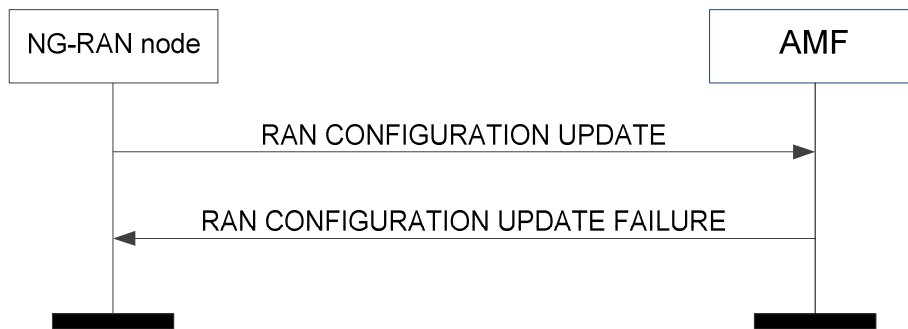 NG-RAN node
AMF
RAN CONFIGURATION UPDATE
RAN CONFIGURATION UPDATE FAILURE